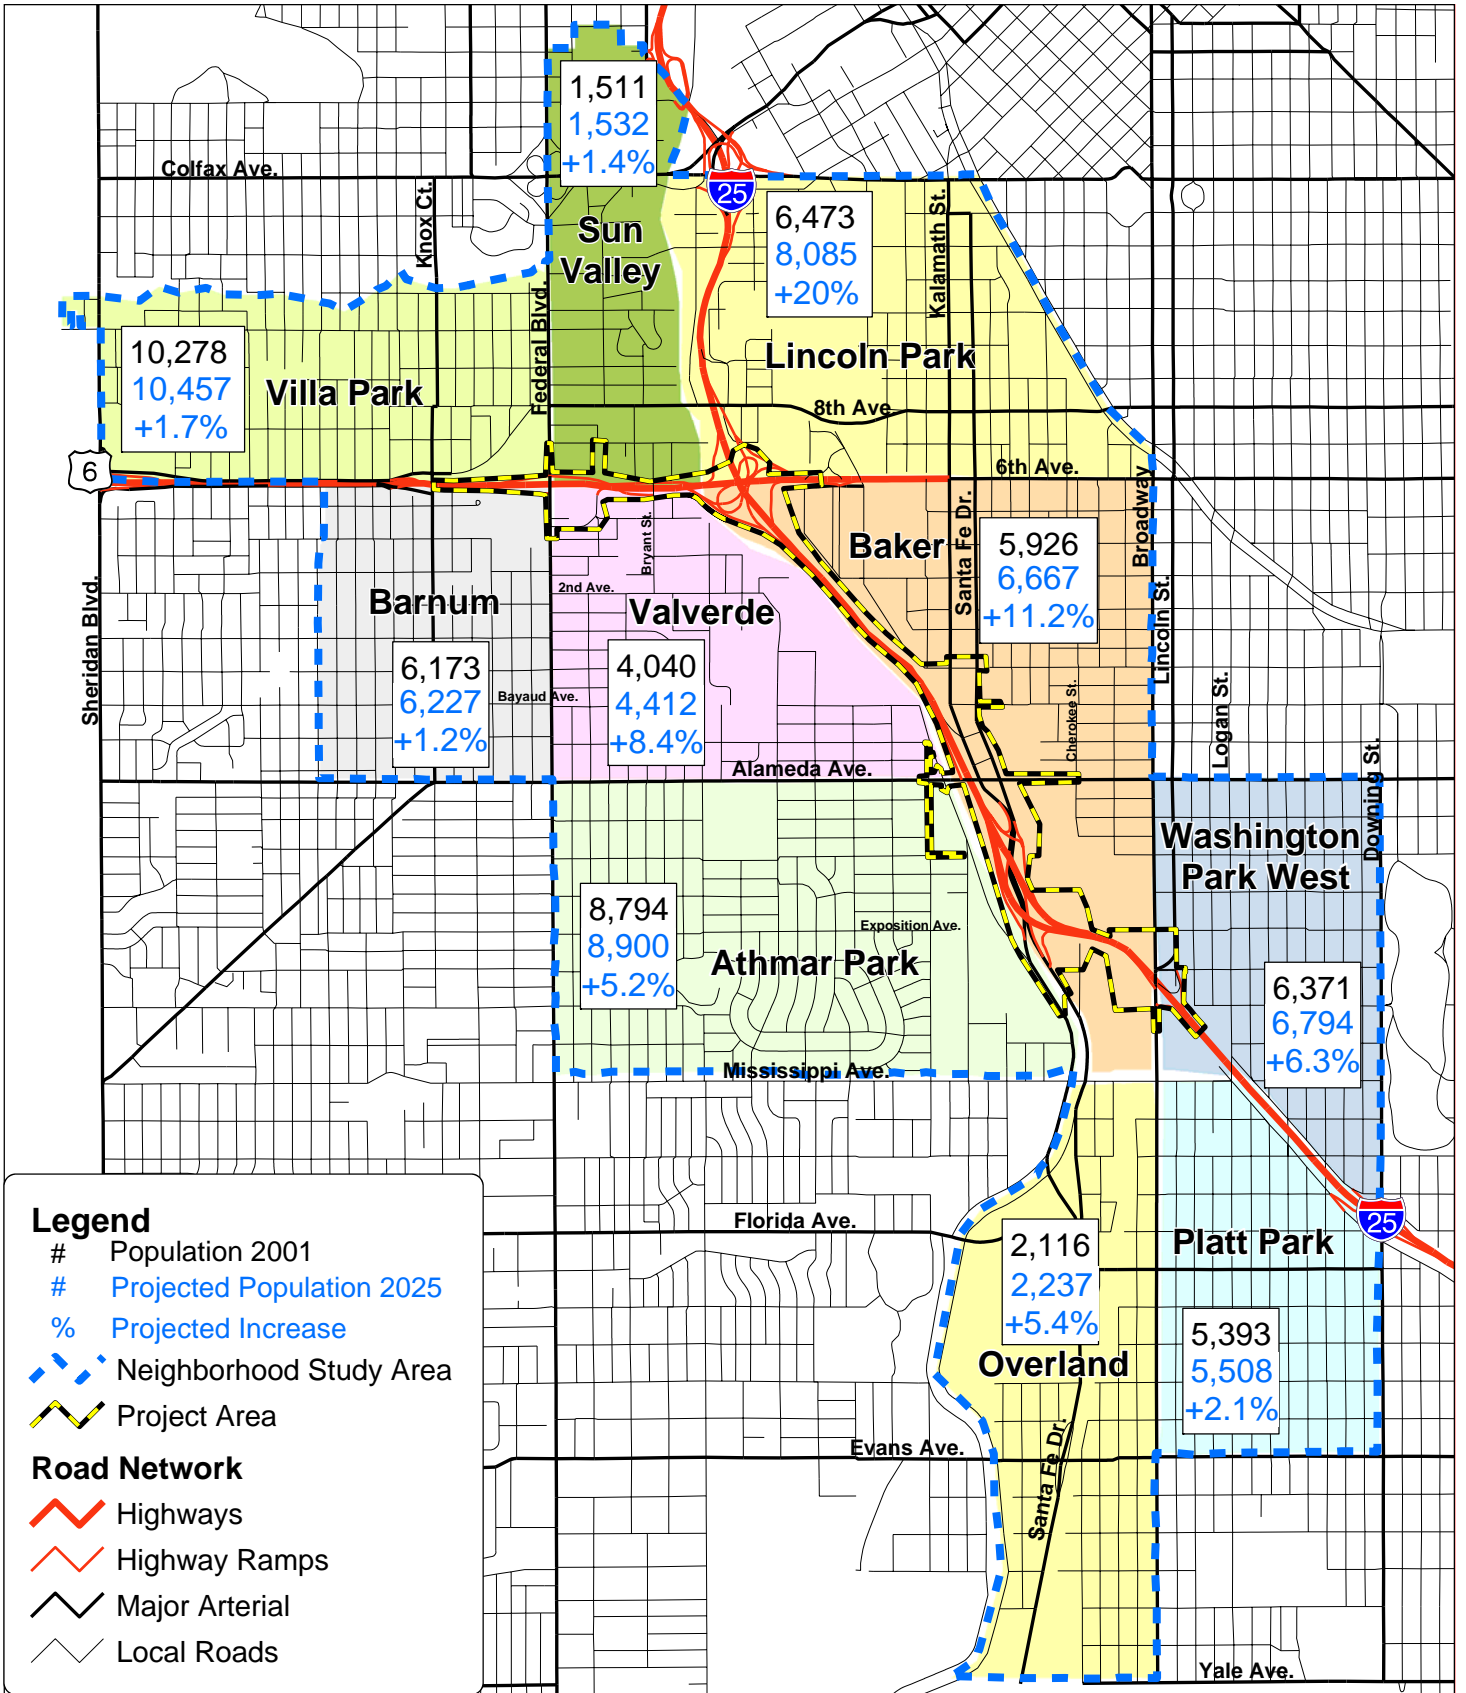 1,511
1,532
+1.4%
Colfax Ave.
25
Knox Ct.
6,473
8,085
+20%
Kalamath St.
Sun
Valley
Federal Blvd.
10,278
10,457
+1.7%
Villa Park
Lincoln Park
8th Ave.
6
6th Ave.
Broadway
Santa Fe Dr.
Bryant St.
Baker
5,926
6,667
+11.2%
2nd Ave.
Barnum
Valverde
Lincoln St.
Sheridan Blvd.
6,173
6,227
+1.2%
Bayaud Ave.
4,040
4,412
+8.4%
Cherokee St.
Logan St.
Downing St.
Alameda Ave.
Washington
Park West
8,794
8,900
+5.2%
Exposition Ave.
Athmar Park
6,371
6,794
+6.3%
Mississippi Ave.
Florida Ave.
25
2,116
2,237
+5.4%
Platt Park
Overland
5,393
5,508
+2.1%
Evans Ave.
Santa Fe Dr.
Yale Ave.
Legend
# Population 2001
# Projected Population 2025
% Projected Increase
Neighborhood Study Area
Project Area
Road Network
Highways
Highway Ramps
Major Arterial
Local Roads